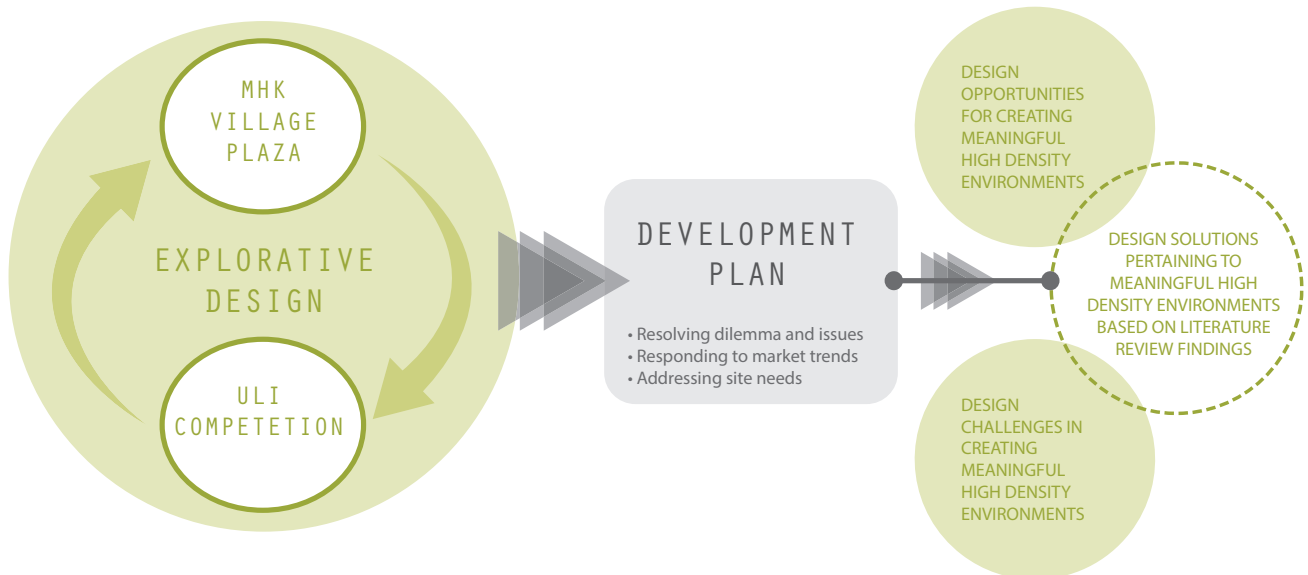 MHK
VILLAGE
PLAZA
EXPLORATIVE
DESIGN
ULI
COMPETETION
DEVELOPMENT
PLAN
• Resolving dilemma and issues
• Responding to market trends
• Addressing site needs
DESIGN
OPPORTUNITIES
FOR CREATING
MEANINGFUL
HIGH DENSITY
ENVIRONMENTS
DESIGN SOLUTIONS
PERTAINING TO
MEANINGFUL HIGH
DENSITY ENVIRONMENTS
BASED ON LITERATURE
REVIEW FINDINGS
DESIGN
CHALLENGES IN
CREATING
MEANINGFUL
HIGH DENSITY
ENVIRONMENTS